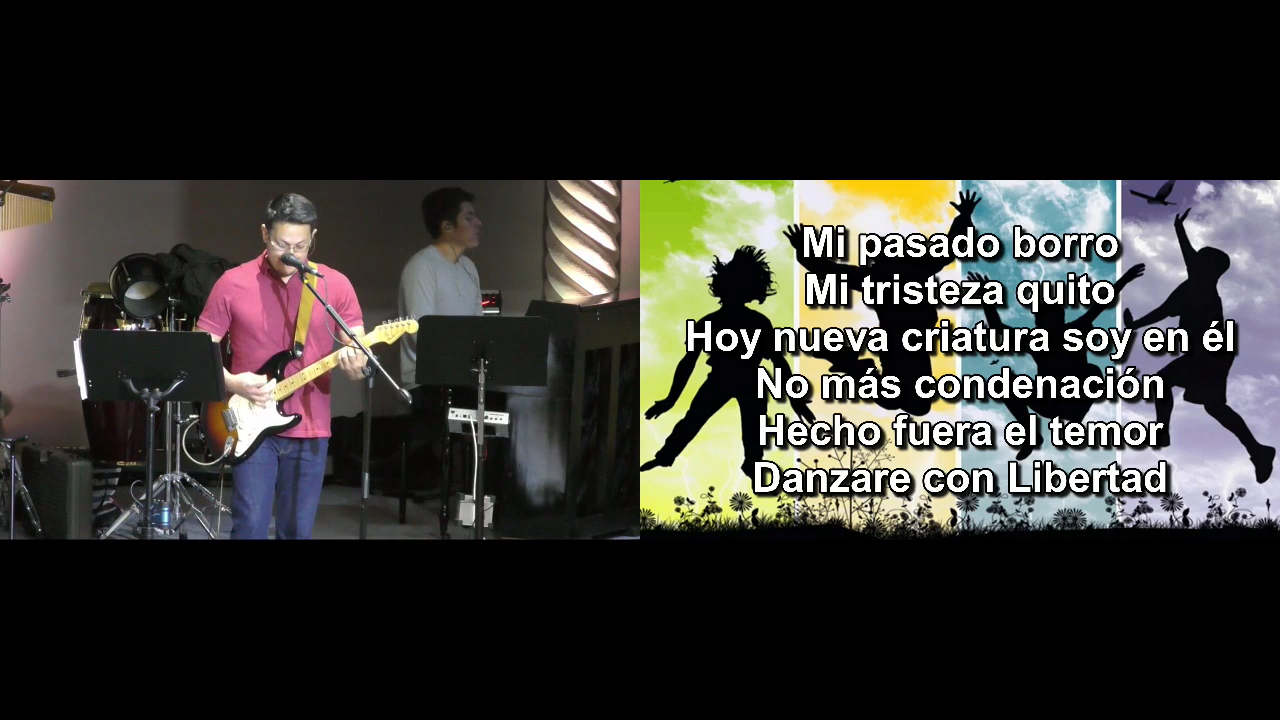 Mi pasado borro
Mi tristeza quito
Hoy nueva criatura soy en él
No más condenación
Hecho fuera el temor
Danzare con Libertad